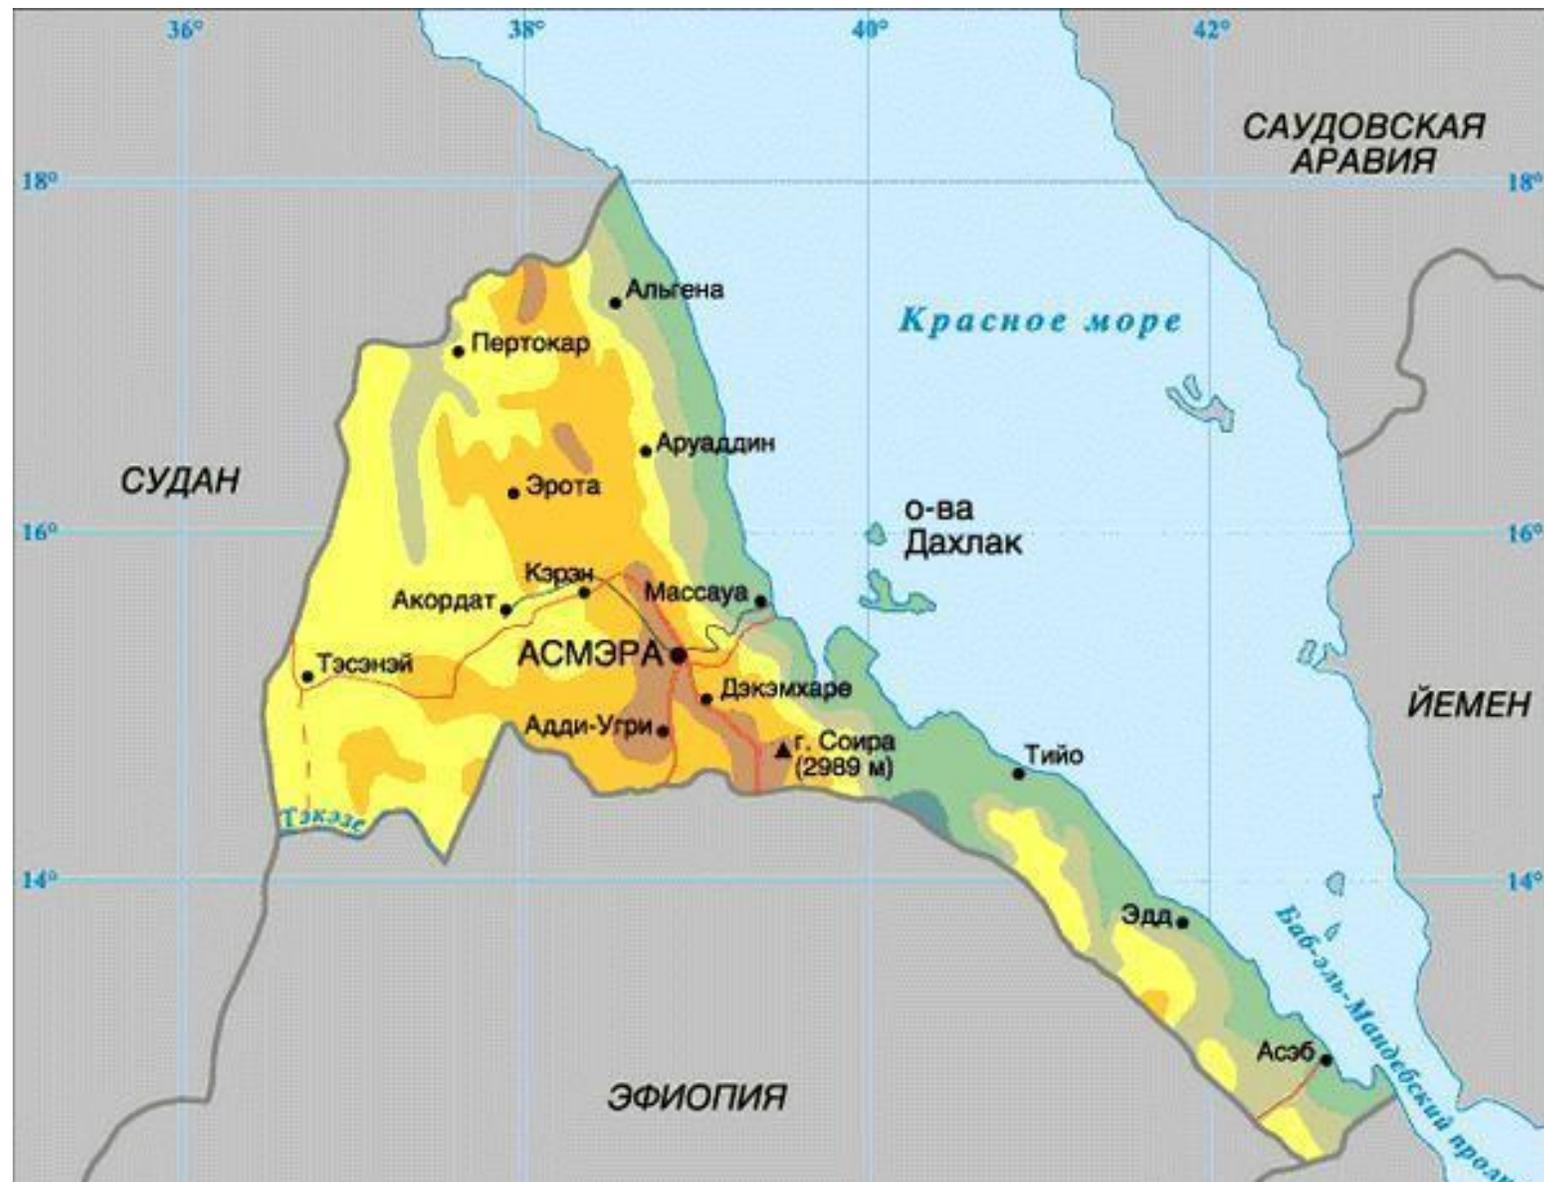 36°
38°
40°
42°
САУДОВСКАЯ
АРАВИЯ
18°
18°
Альгена
Красное море
Пертокар
Аруаддин
СУДАН
Эрота
о-ва
Дахлак
16°
16°
Кэрэн
Массауа
Акордат
АСМЭРА
Тэсэнэй
Дэкэмхаре
ЙЕМЕН
Адди-Угри
г. Соира
(2989 м)
Тийо
Тэкэзе
14°
14°
Эдд
Баб-эль-Мандебский проли
Асэб
ЭФИОПИЯ